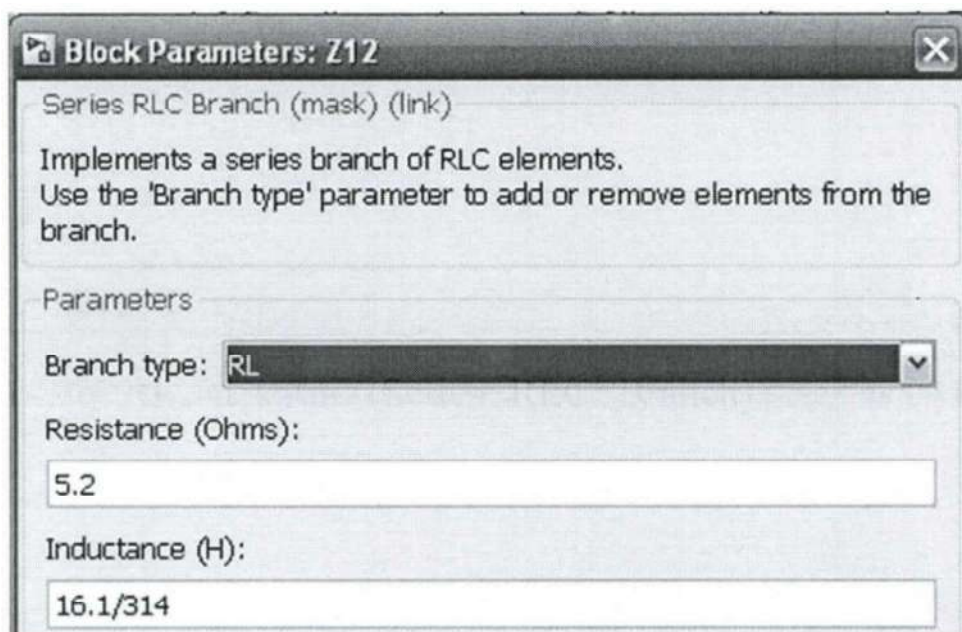 Block Parameters: Z12
Series RLC Branch (mask) (link)
Implements a series branch of RLC elements.
Use the 'Branch type' parameter to add or remove elements from the
branch.
Parameters
Branch type: RL
Resistance (Ohms):
5.2
Inductance (H):
16.1/314